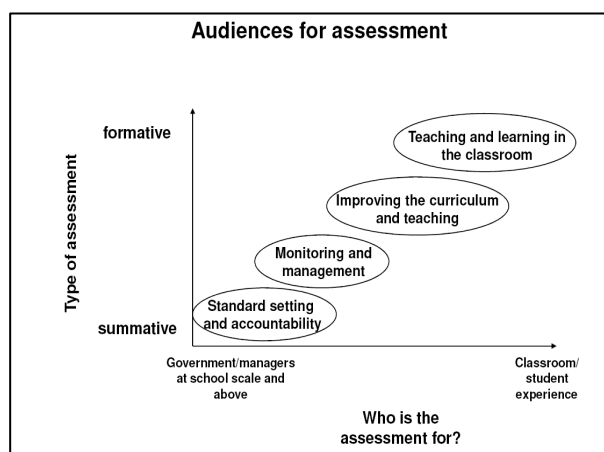 Audiences for assessment
formative
Teaching and learning in
the classroom
Improving the curriculum
and teaching
Type of assessment
Monitoring and
management
Standard setting
and accountability
summative
Government/managers
at school scale and
above
Classroom/
student
experience
Who is the
assessment for?